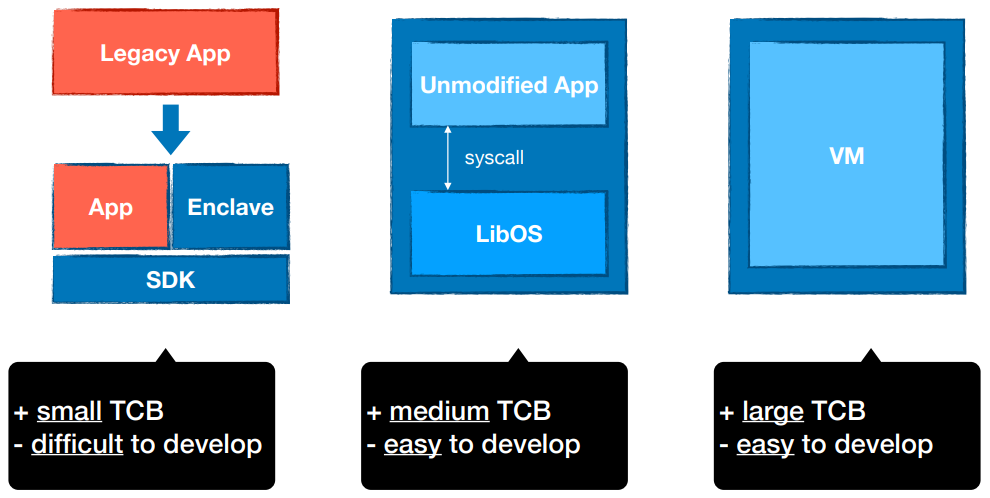 Legacy App
App
Enclave
SDK
+ small TCB
- difficult to develop
Unmodified App
syscall
LibOS
+ medium TCB
- easy to develop
VM
+ large TCB
- easy to develop